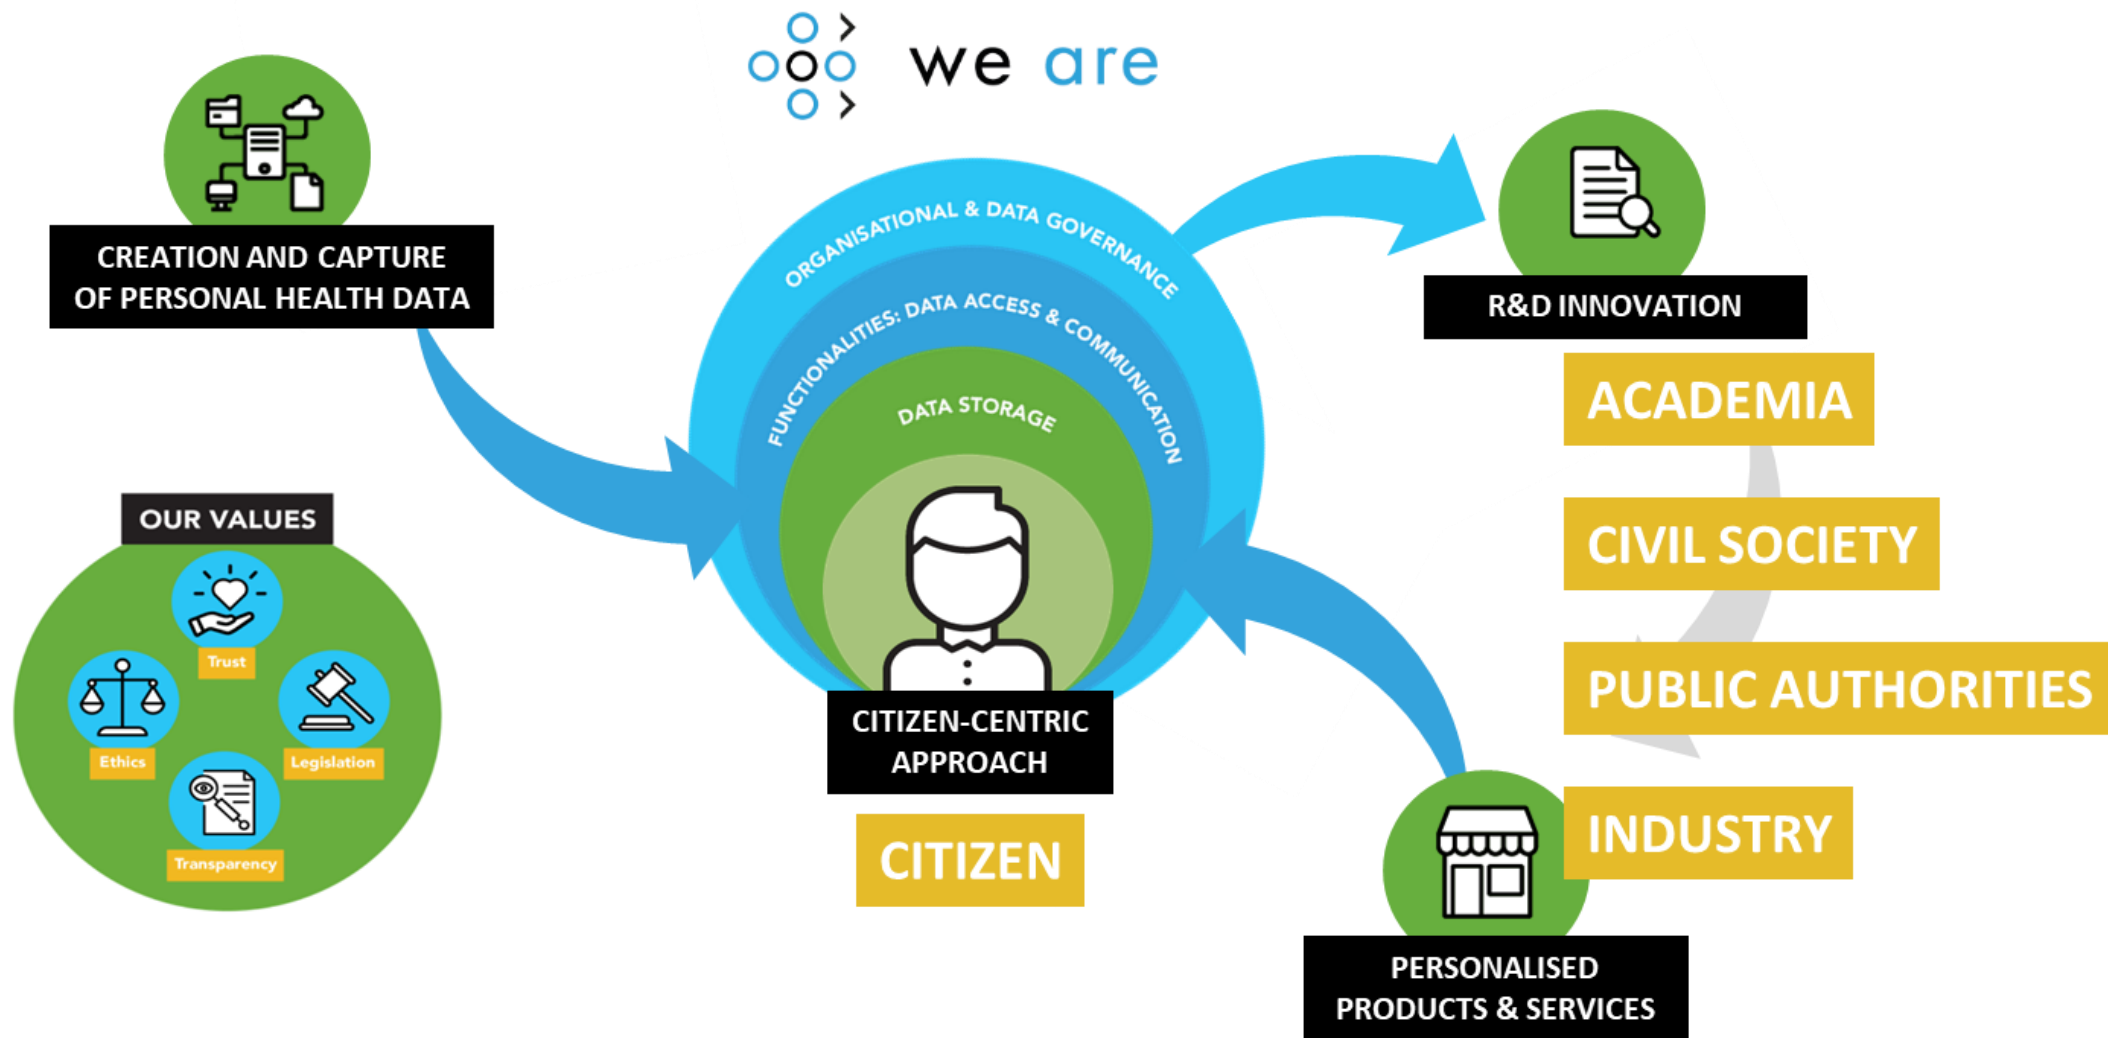 we are
CREATION AND CAPTURE
OF PERSONAL HEALTH DATA
ORGANISATIONAL & DATA GOVERNANCE
FUNCTIONALITIES: DATA ACCESS & COMMUNICATION
DATA STORAGE
CITIZEN-CENTRIC
APPROACH
CITIZEN
R&D INNOVATION
ACADEMIA
CIVIL SOCIETY
PUBLIC AUTHORITIES
INDUSTRY
PERSONALISED
PRODUCTS & SERVICES
OUR VALUES
Trust
Ethics
Legislation
Transparency